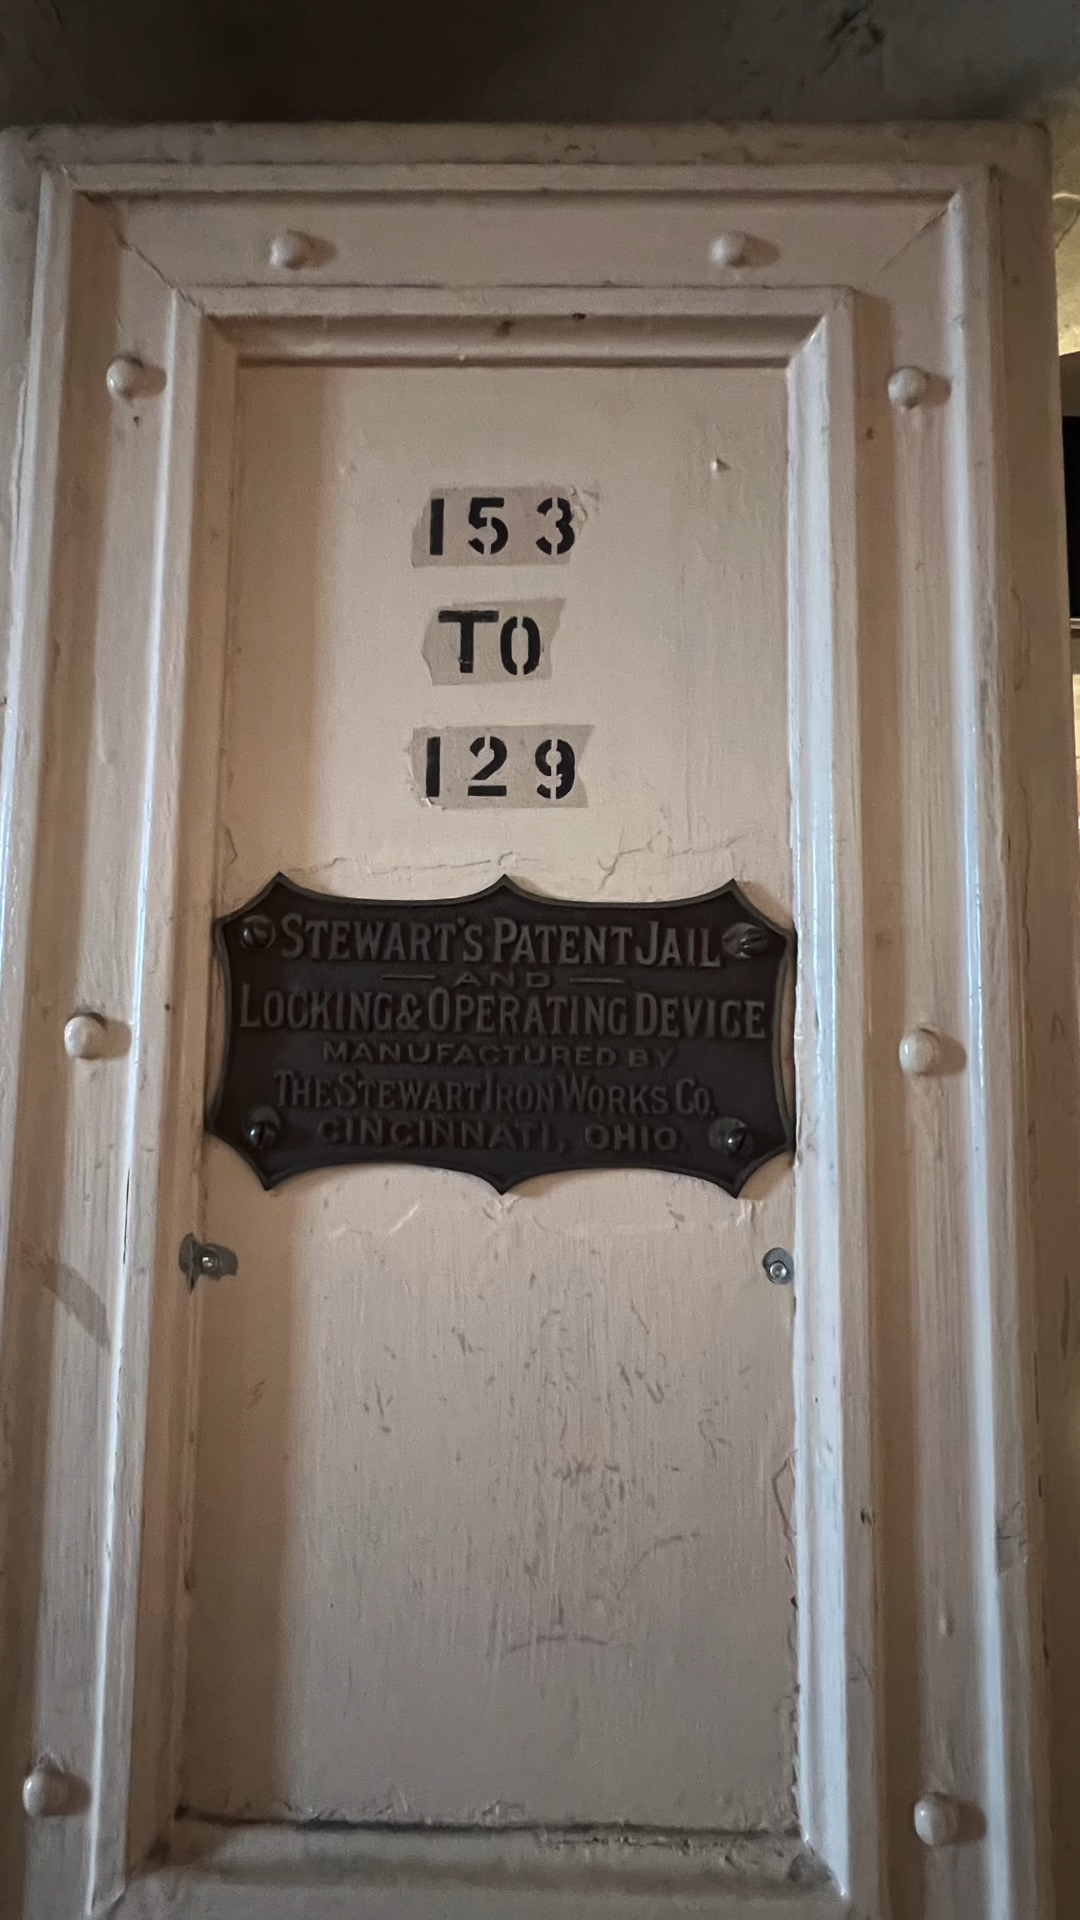 153
TO
129
STEWART'S PATENT JAIL
— AND —
LOCKING & OPERATING DEVICE
MANUFACTURED BY
THE STEWART IRON WORKS CO.
CINCINNATI, OHIO.